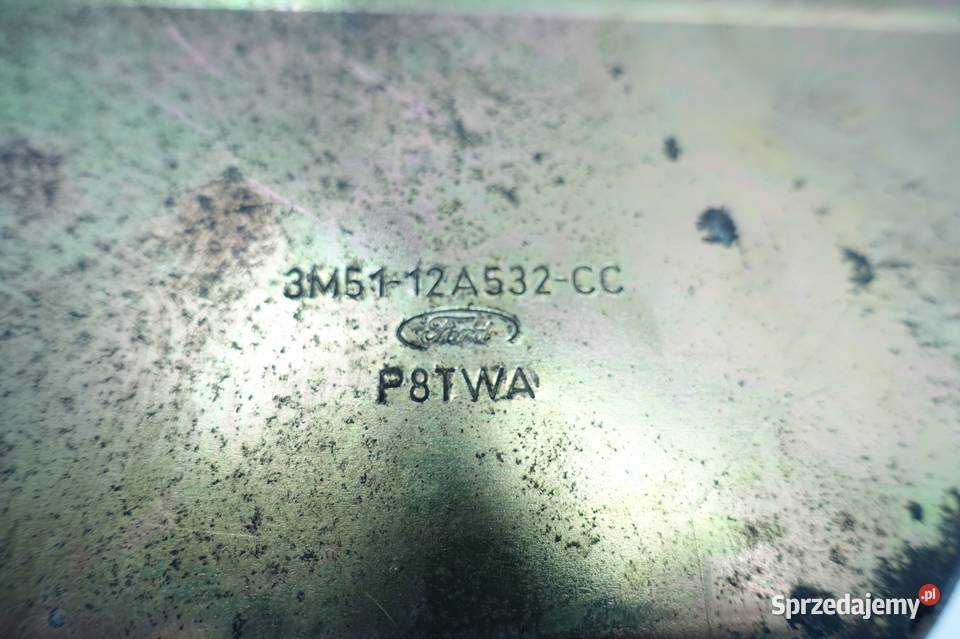 3M51-12A532-CC
Ford
P8TWA
Sprzedajemy.pl